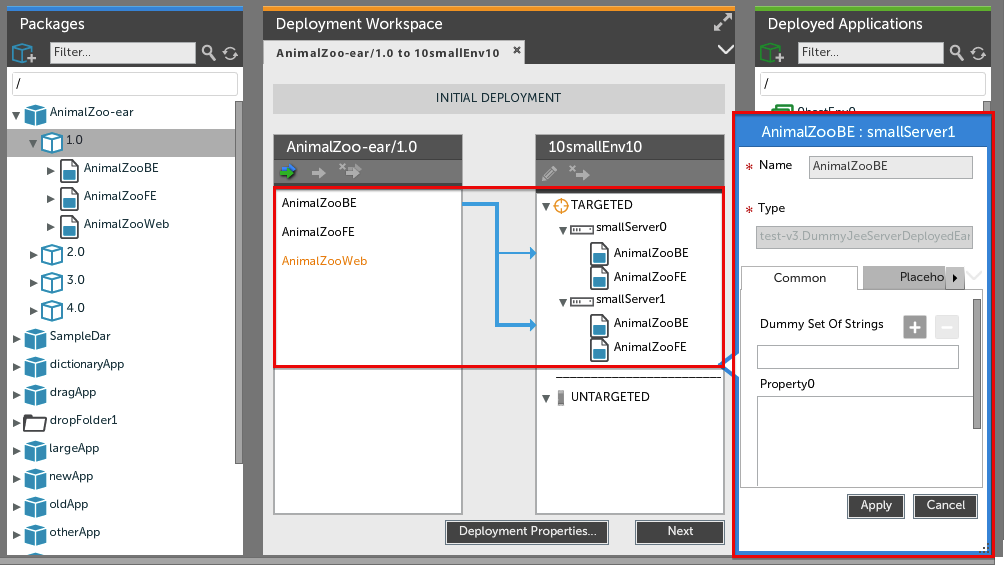 Packages
Filter...
/
AnimalZoo-ear
1.0
AnimalZooBE
AnimalZooFE
AnimalZooWeb
2.0
3.0
4.0
SampleDar
dictionaryApp
dragApp
dropFolder1
largeApp
newApp
oldApp
otherApp
Deployment Workspace
AnimalZoo-ear/1.0 to 10smallEnv10
INITIAL DEPLOYMENT
AnimalZoo-ear/1.0
AnimalZooBE
AnimalZooFE
AnimalZooWeb
10smallEnv10
TARGETED
smallServer0
AnimalZooBE
AnimalZooFE
smallServer1
AnimalZooBE
AnimalZooFE
UNTARGETED
Deployment Properties...
Next
Deployed Applications
Filter...
/
AnimalZooBE : smallServer1
* Name
AnimalZooBE
* Type
test-v3.DummyJeeServerDeployedEar
Common
Placeho
Dummy Set Of Strings
Property0
Apply
Cancel